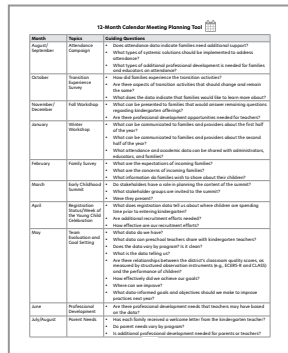 12-Month Calendar Meeting Planning Tool
Month Topics Guiding Questions
August/ Attendance • Does attendance data indicate families need additional support?
September Campaign • What types of systemic solutions should be implemented to address
attendance?
• What types of additional professional development is needed for families
and educators on attendance?
October Transition • How did families experience the transition activities?
Experience • Are there aspects of transition activities that should change and remain
Survey the same?
• What does the data indicate that families would like to learn more about?
November/ Fall Workshop • What can be presented to families that would answer remaining questions
December regarding kindergarten offerings?
• Are there professional development opportunities needed for teachers?
January Winter • What can be communicated to families and providers about the first half
Workshop of the year?
• What can be communicated to families and providers about the second
half of the year?
• What attendance and academic data can be shared with administrators,
educators, and families?
February Family Survey • What are the expectations of incoming families?
• What are the concerns of incoming families?
• What information do families wish to share about their children?
March Early Childhood • Do stakeholders have a role in planning the content of the summit?
Summit • What stakeholder groups are invited to the summit?
• Were they present?
April Registration • What does registration data tell us about where children are spending
Status/Week of time prior to entering kindergarten?
the Young Child • Are additional recruitment efforts needed?
Celebration • How effective are our recruitment efforts?
May Team • What data do we have?
Evaluation and • What data can preschool teachers share with kindergarten teachers?
Goal Setting • Does the data vary by program? Is it clean?
• What is the data telling us?
• Are there relationships between the district's classroom quality scores, as
measured by structured observation instruments (e.g., ECERS-R and CLASS)
and the performance of children?
• How effectively did we achieve our goals?
• Where can we improve?
• What data-informed goals and objectives should we make to improve
practices next year?
June Professional • Are there professional development needs that teachers may have based
Development on the data?
July/August Parent Needs • Has each family received a welcome letter from the kindergarten teacher?
• Do parent needs vary by program?
• Is additional professional development needed for parents or teachers?